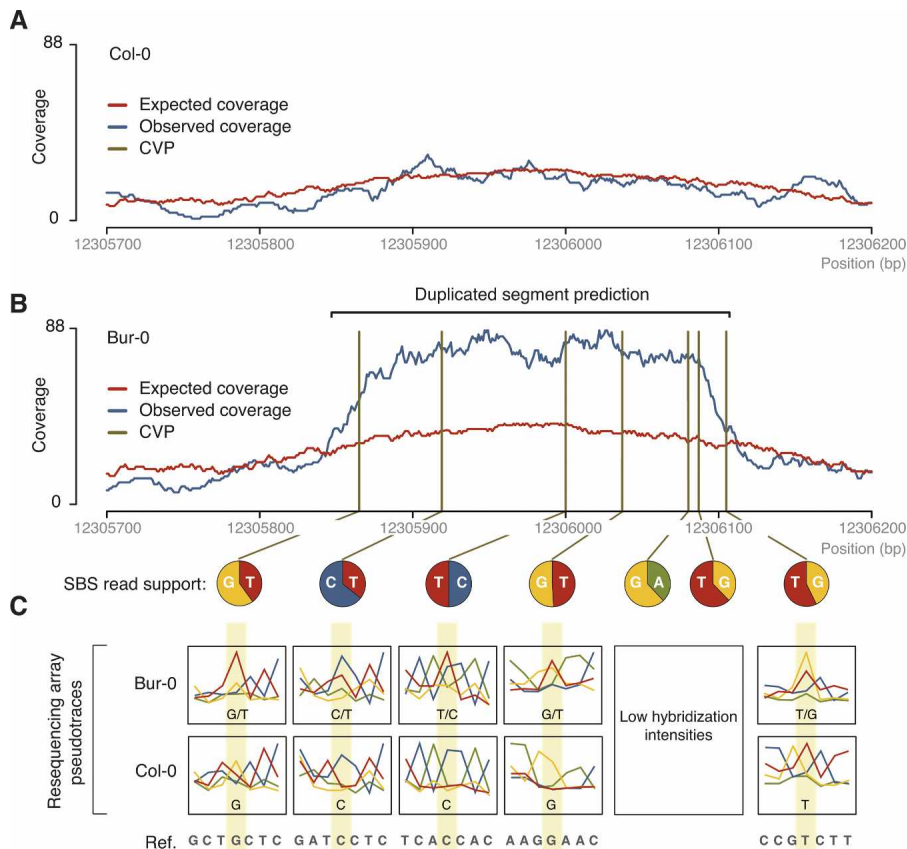 A
88
Col-0
Expected coverage
Observed coverage
CVP
Coverage
0
12305700 12305800 12305900 12306000 12306100 12306200
Position (bp)
B
Duplicated segment prediction
88
Bur-0
Expected coverage
Observed coverage
CVP
Coverage
0
12305700 12305800 12305900 12306000 12306100 12306200
Position (bp)
SBS read support: G T C T T C G T G A T G T G
C
Resequencing array
pseudotraces
Bur-0
G/T C/T T/C G/T T/G
Low hybridization
intensities
Col-0
G C C G T
Ref. G C T G C T C G A T C C T C T C A C C A C A A G G A A C C C G T C T T